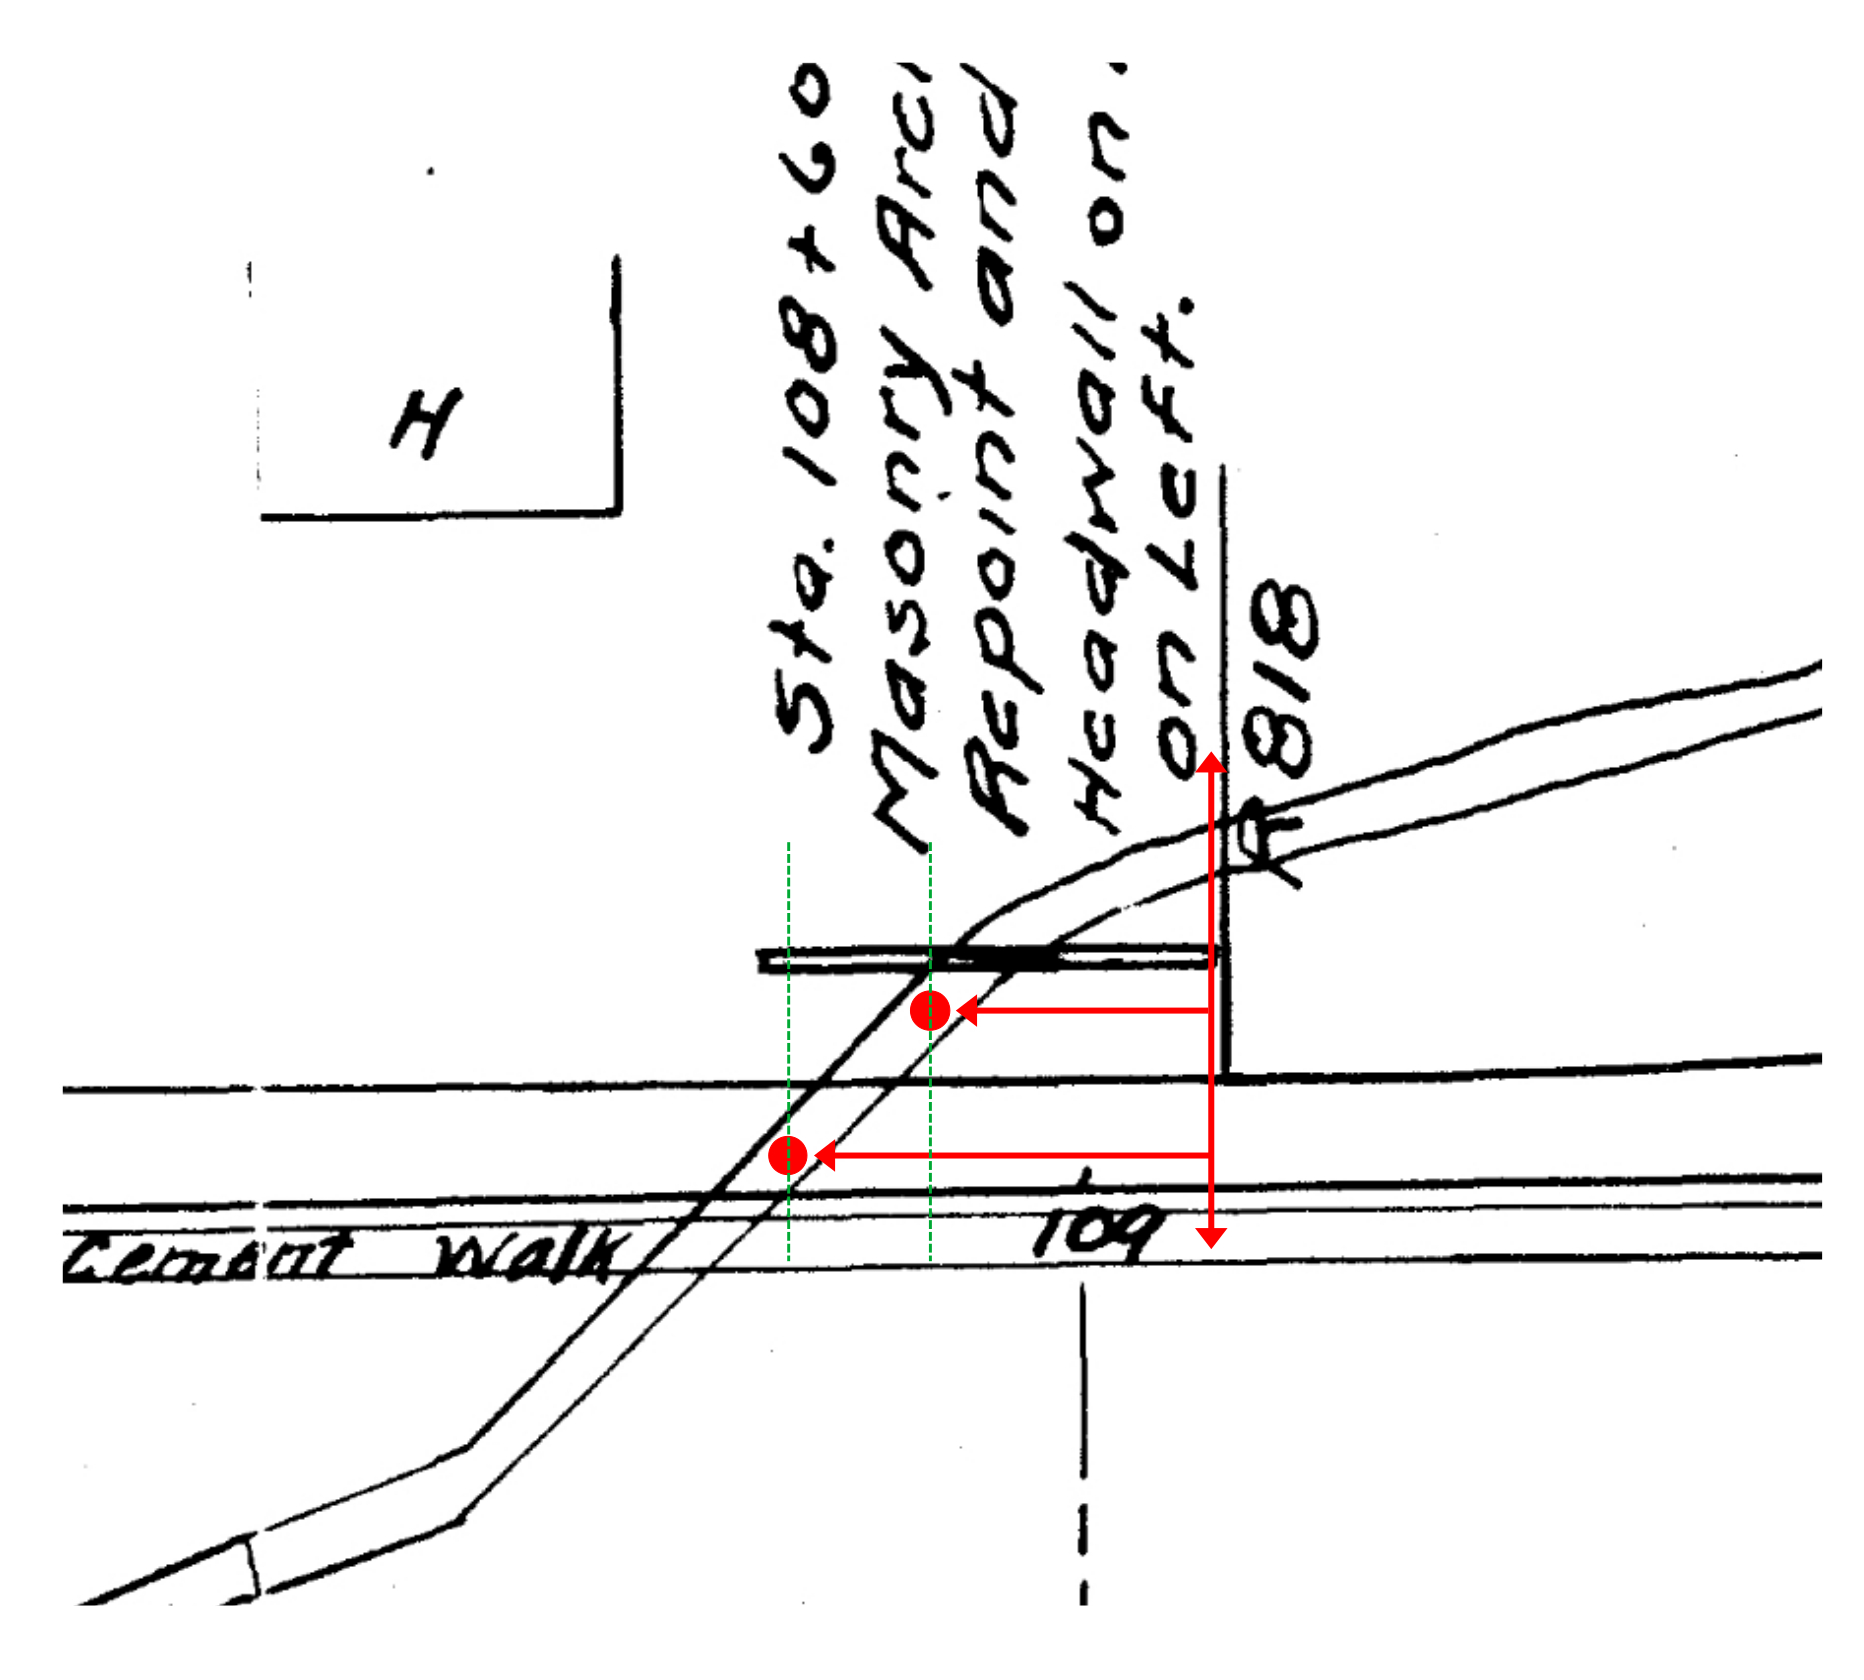 H
Sta. 108+60
Masonry Arc
Repoint and
Headwall on
on Left.
818
109
Cement Walk